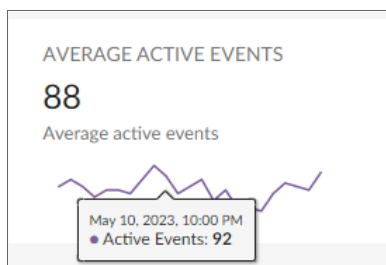 AVERAGE ACTIVE EVENTS
88
Average active events
May 10, 2023, 10:00 PM
Active Events: 92